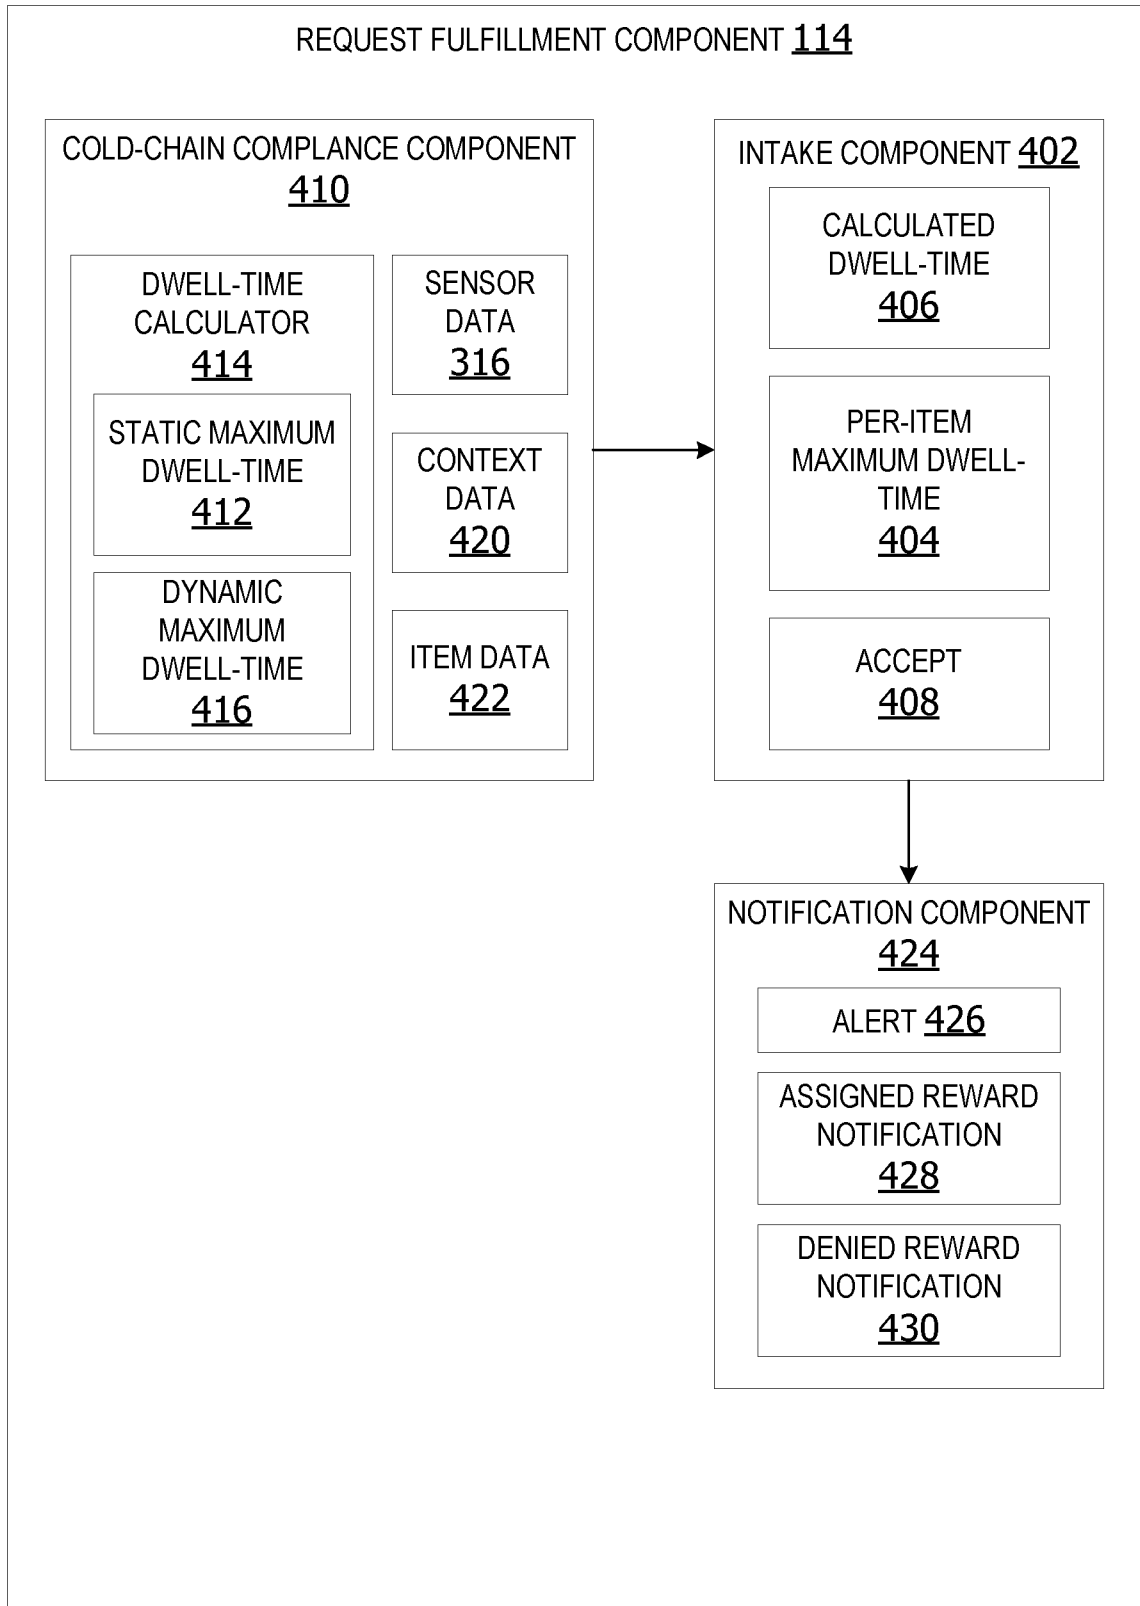 REQUEST FULFILLMENT COMPONENT 114
COLD-CHAIN COMPLANCE COMPONENT
410
DWELL-TIME
CALCULATOR
414
STATIC MAXIMUM
DWELL-TIME
412
DYNAMIC
MAXIMUM
DWELL-TIME
416
SENSOR
DATA
316
CONTEXT
DATA
420
ITEM DATA
422
INTAKE COMPONENT 402
CALCULATED
DWELL-TIME
406
PER-ITEM
MAXIMUM DWELL-
TIME
404
ACCEPT
408
NOTIFICATION COMPONENT
424
ALERT 426
ASSIGNED REWARD
NOTIFICATION
428
DENIED REWARD
NOTIFICATION
430